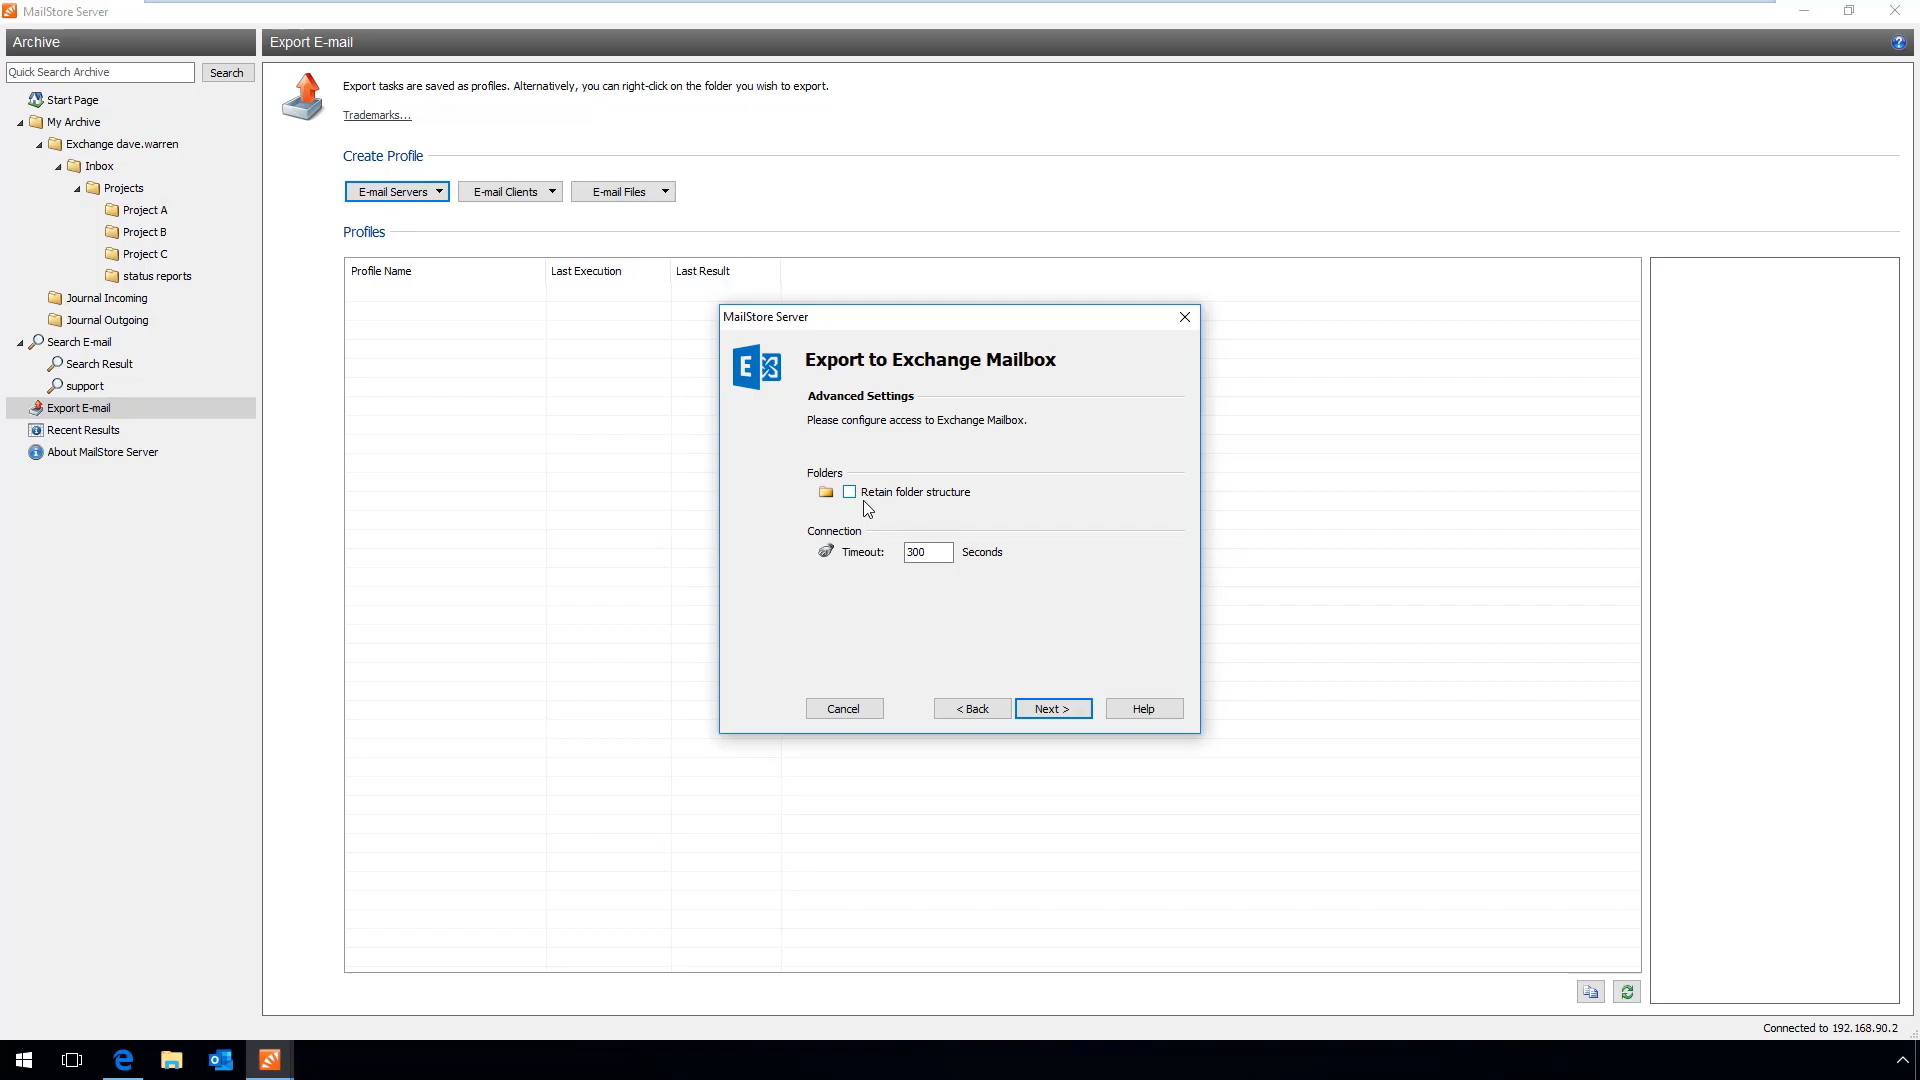 MailStore Server
Archive
Quick Search Archive
Search
Start Page
My Archive
Exchange dave.warren
Inbox
Projects
Project A
Project B
Project C
status reports
Journal Incoming
Journal Outgoing
Search E-mail
Search Result
support
Export E-mail
Recent Results
About MailStore Server
Export E-mail
?
Export tasks are saved as profiles. Alternatively, you can right-click on the folder you wish to export.
Trademarks...
Create Profile
E-mail Servers
E-mail Clients
E-mail Files
Profiles
Profile Name
Last Execution
Last Result
MailStore Server
Export to Exchange Mailbox
Advanced Settings
Please configure access to Exchange Mailbox.
Folders
Retain folder structure
Connection
Timeout:
300
Seconds
Cancel
< Back
Next >
Help
Connected to 192.168.90.2